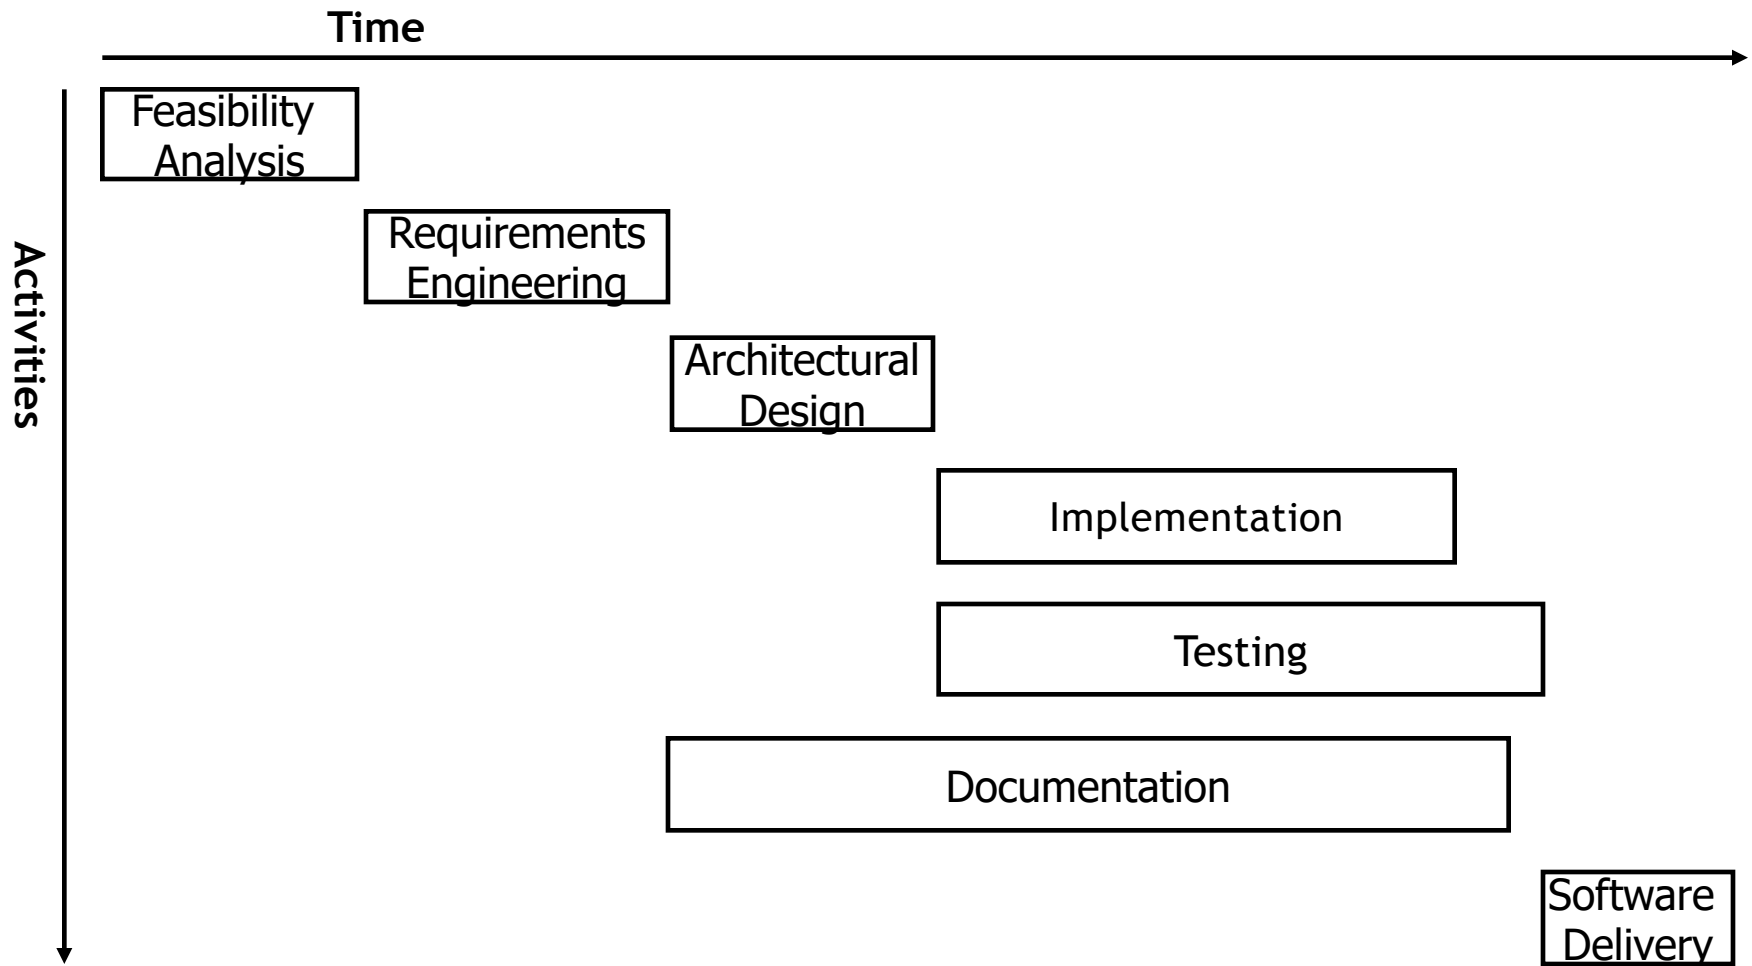 Time
Activities
Feasibility
Analysis
Requirements
Engineering
Architectural
Design
Implementation
Testing
Documentation
Software
Delivery